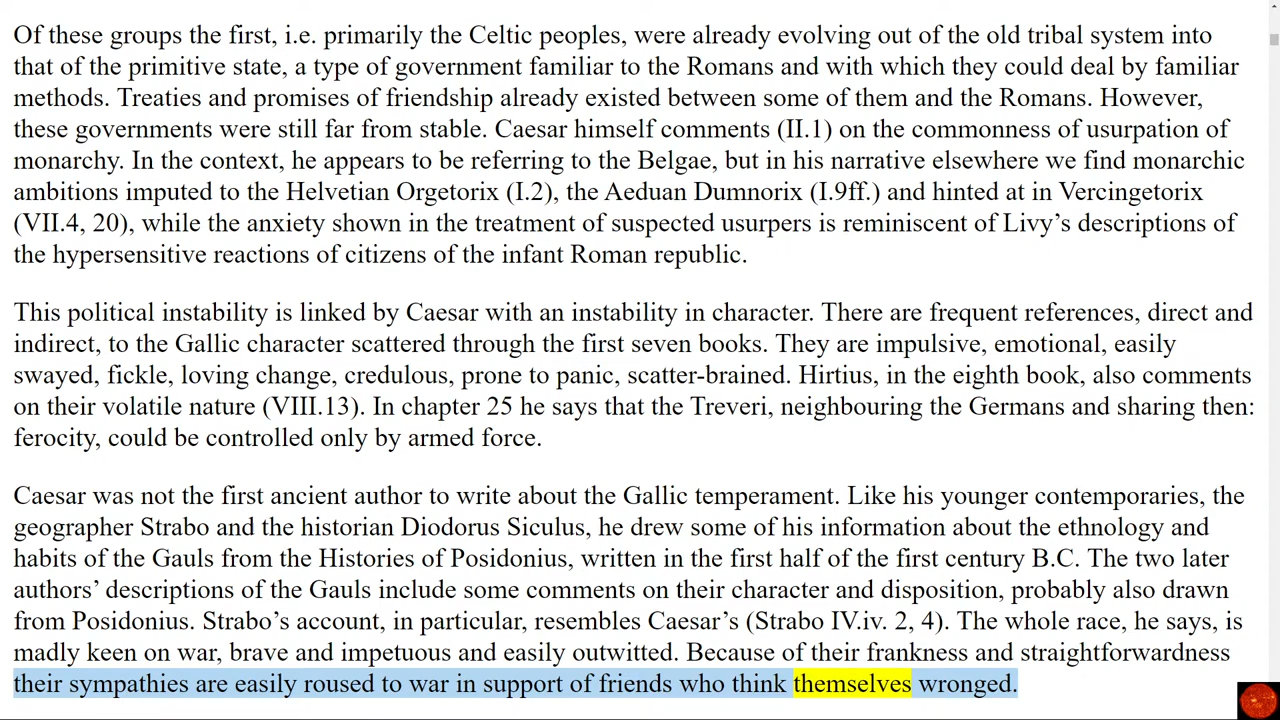 Of these groups the first, i.e. primarily the Celtic peoples, were already evolving out of the old tribal system into
that of the primitive state, a type of government familiar to the Romans and with which they could deal by familiar
methods. Treaties and promises of friendship already existed between some of them and the Romans. However,
these governments were still far from stable. Caesar himself comments (II.1) on the commonness of usurpation of
monarchy. In the context, he appears to be referring to the Belgae, but in his narrative elsewhere we find monarchic
ambitions imputed to the Helvetian Orgetorix (I.2), the Aeduan Dumnorix (I.9ff.) and hinted at in Vercingetorix
(VII.4, 20), while the anxiety shown in the treatment of suspected usurpers is reminiscent of Livy’s descriptions of
the hypersensitive reactions of citizens of the infant Roman republic.
This political instability is linked by Caesar with an instability in character. There are frequent references, direct and
indirect, to the Gallic character scattered through the first seven books. They are impulsive, emotional, easily
swayed, fickle, loving change, credulous, prone to panic, scatter-brained. Hirtius, in the eighth book, also comments
on their volatile nature (VIII.13). In chapter 25 he says that the Treveri, neighbouring the Germans and sharing then:
ferocity, could be controlled only by armed force.
Caesar was not the first ancient author to write about the Gallic temperament. Like his younger contemporaries, the
geographer Strabo and the historian Diodorus Siculus, he drew some of his information about the ethnology and
habits of the Gauls from the Histories of Posidonius, written in the first half of the first century B.C. The two later
authors’ descriptions of the Gauls include some comments on their character and disposition, probably also drawn
from Posidonius. Strabo’s account, in particular, resembles Caesar’s (Strabo IV.iv. 2, 4). The whole race, he says, is
madly keen on war, brave and impetuous and easily outwitted. Because of their frankness and straightforwardness
their sympathies are easily roused to war in support of friends who think themselves wronged.